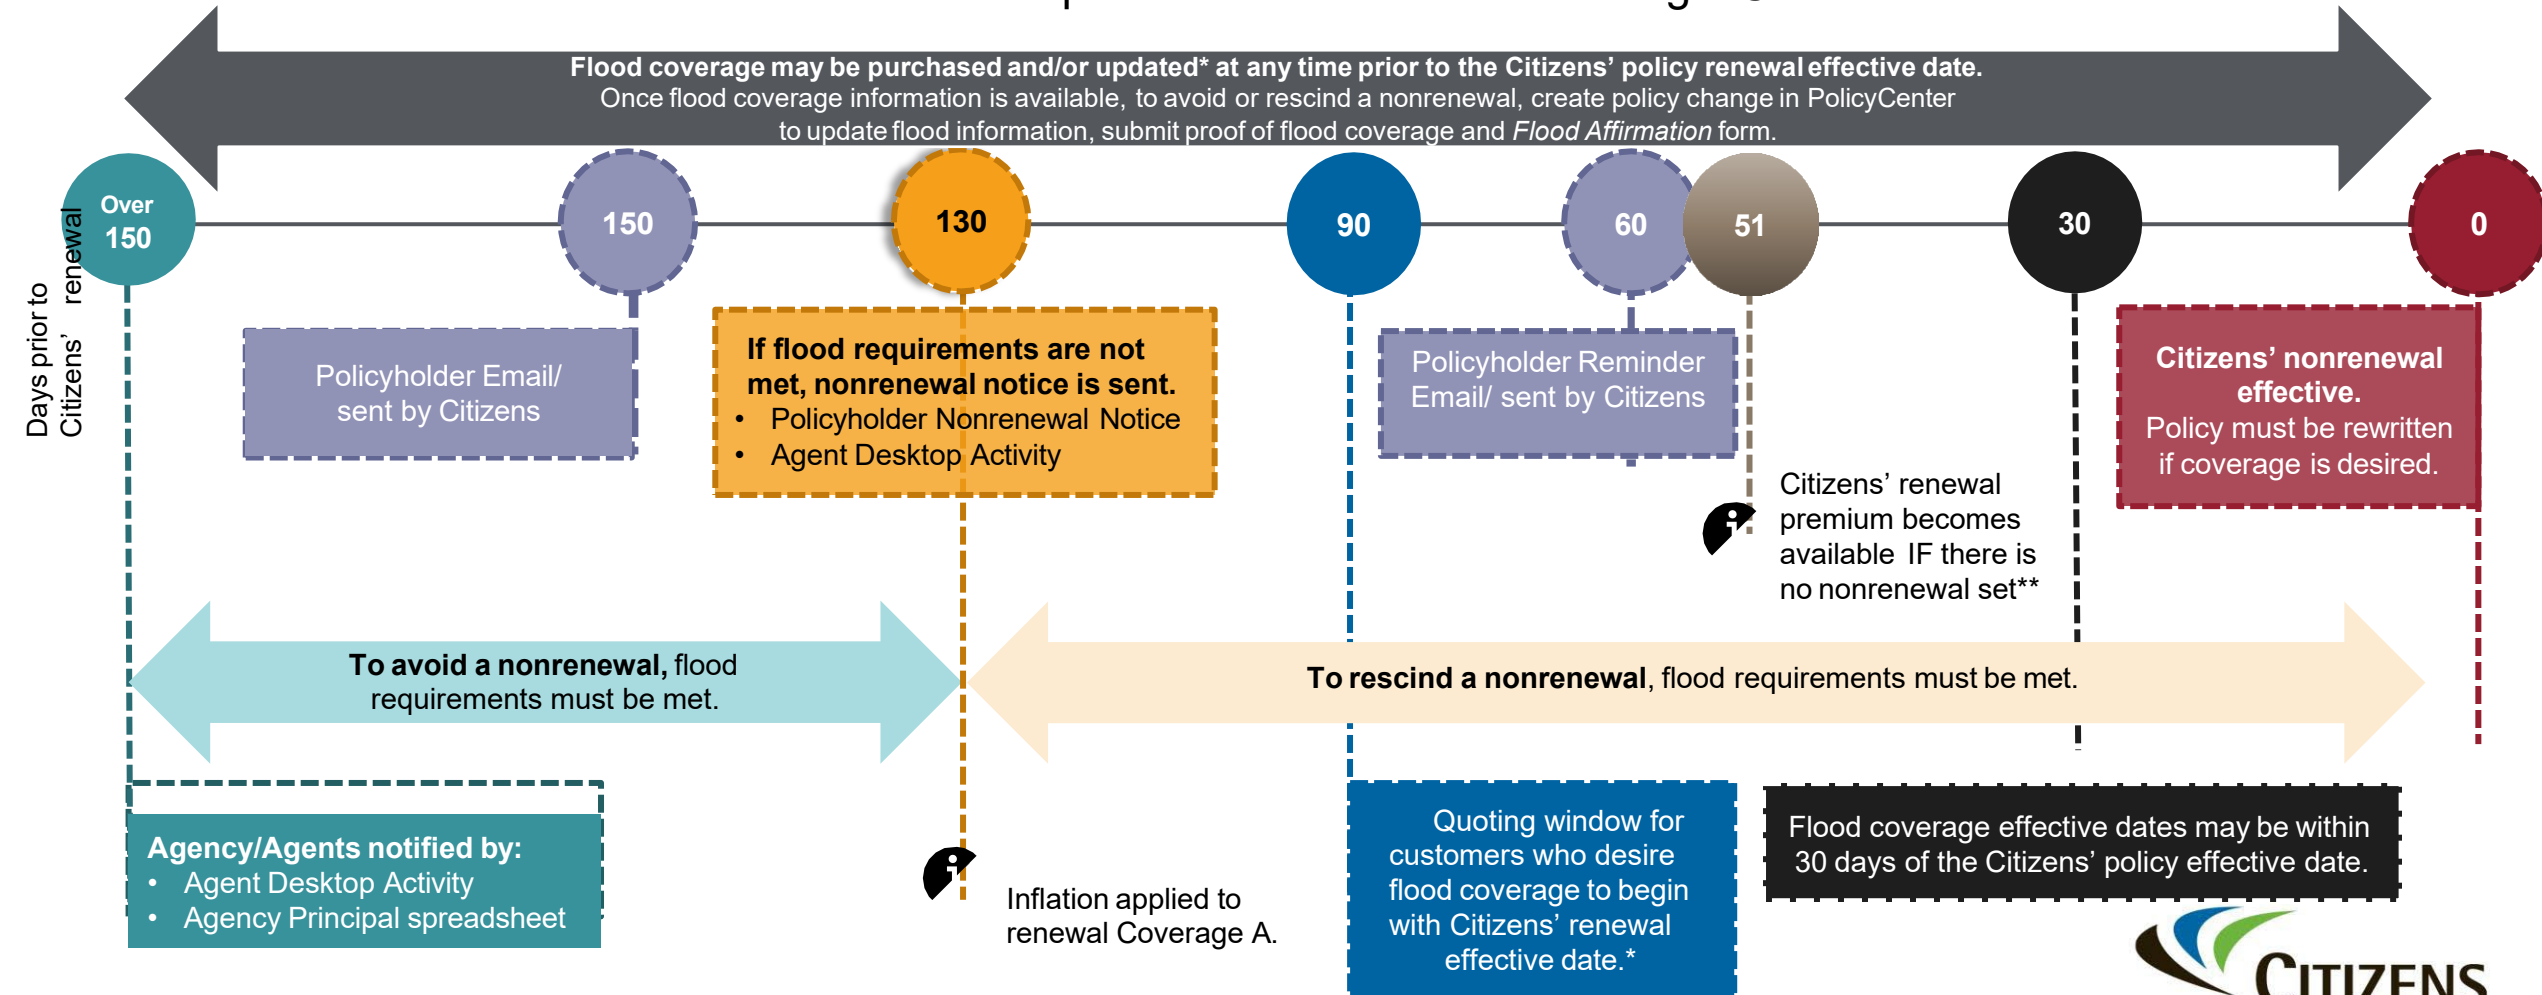 Flood coverage may be purchased and/or updated* at any time prior to the Citizens’ policy renewal effective date.
Once flood coverage information is available, to avoid or rescind a nonrenewal, create policy change in PolicyCenter
to update flood information, submit proof of flood coverage and Flood Affirmation form.
Days prior to
Citizens’ renewal
Over
150
150
130
90
60
51
30
0
Policyholder Email/
sent by Citizens
If flood requirements are not
met, nonrenewal notice is sent.
• Policyholder Nonrenewal Notice
• Agent Desktop Activity
Policyholder Reminder
Email/ sent by Citizens
Citizens’ renewal
premium becomes
available IF there is
no nonrenewal set**
Citizens’ nonrenewal
effective.
Policy must be rewritten
if coverage is desired.
To avoid a nonrenewal, flood
requirements must be met.
To rescind a nonrenewal, flood requirements must be met.
Agency/Agents notified by:
• Agent Desktop Activity
• Agency Principal spreadsheet
Inflation applied to
renewal Coverage A.
Quoting window for
customers who desire
flood coverage to begin
with Citizens’ renewal
effective date.*
Flood coverage effective dates may be within
30 days of the Citizens’ policy effective date.
CITIZENS